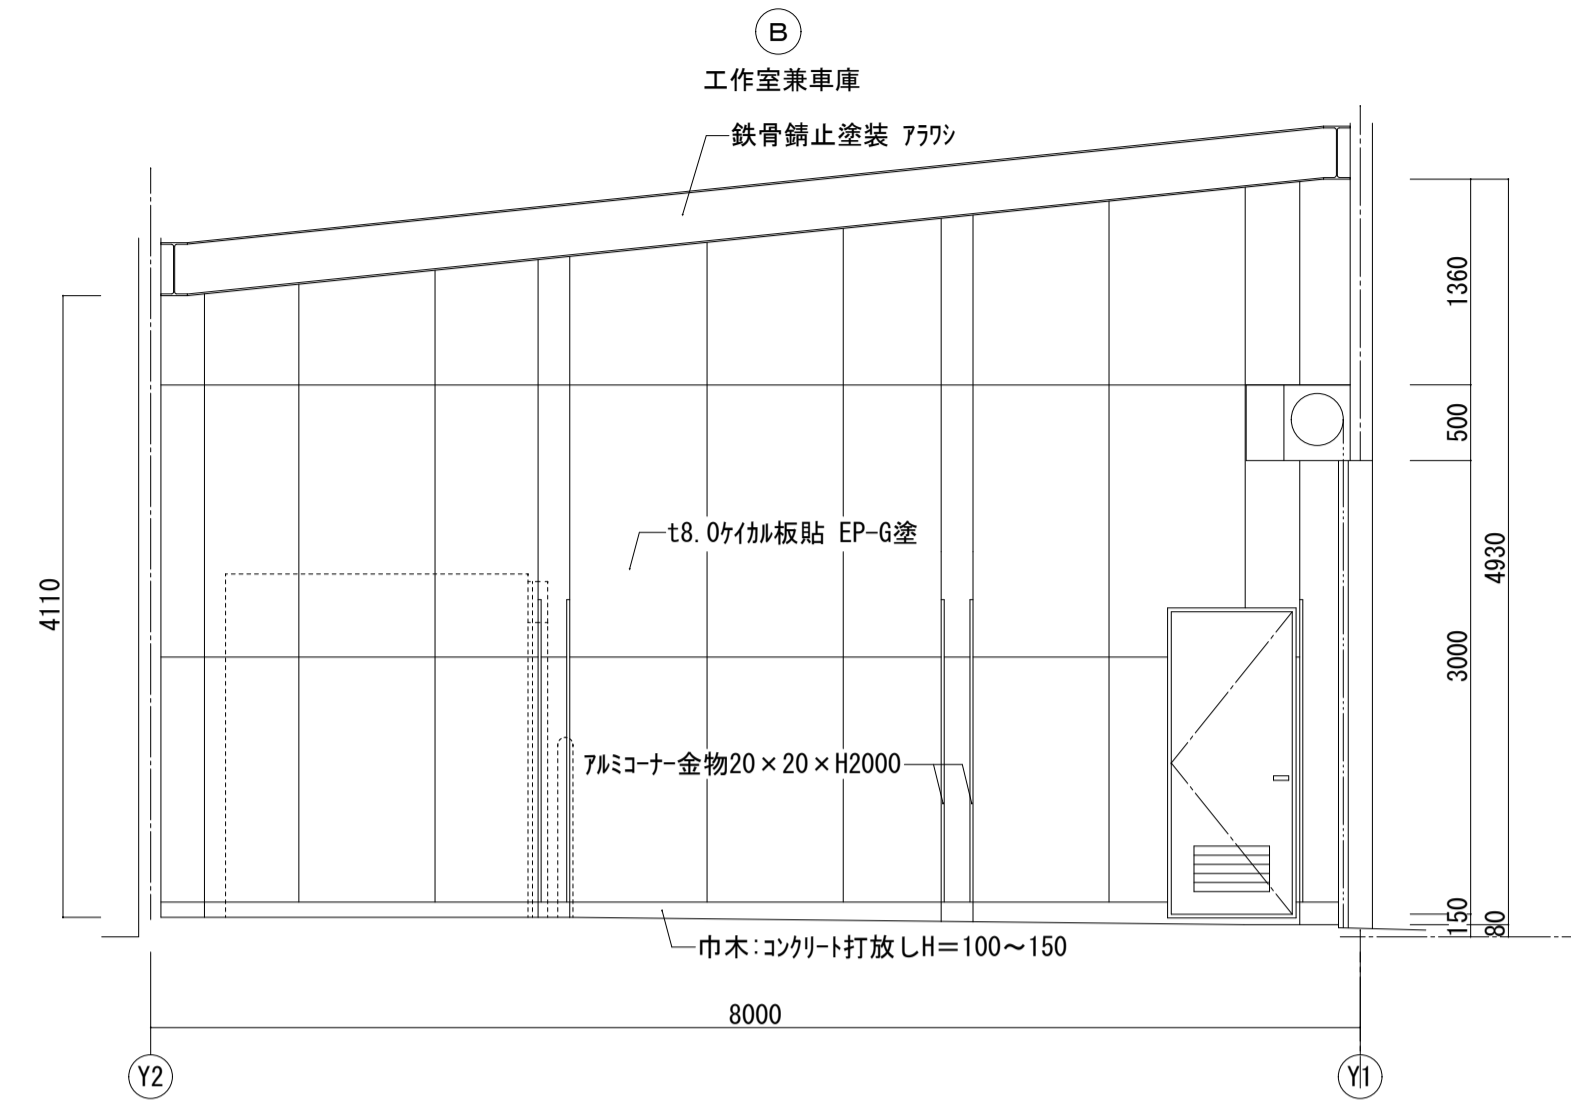 B
工作室兼車庫
鉄骨錆止塗装 ｱﾗﾜｼ
1360
500
t8.0ｹｲｶﾙ板貼 EP-G塗
4930
4110
3000
ｱﾙﾐｺｰﾅｰ金物20×20×H2000
150
80
巾木:ｺﾝｸﾘｰﾄ打放しH=100～150
8000
Y2
Y1